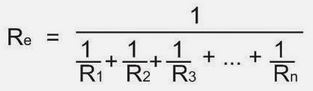 Re = 1 / (1/R1 + 1/R2 + 1/R3 + ... + 1/Rn)